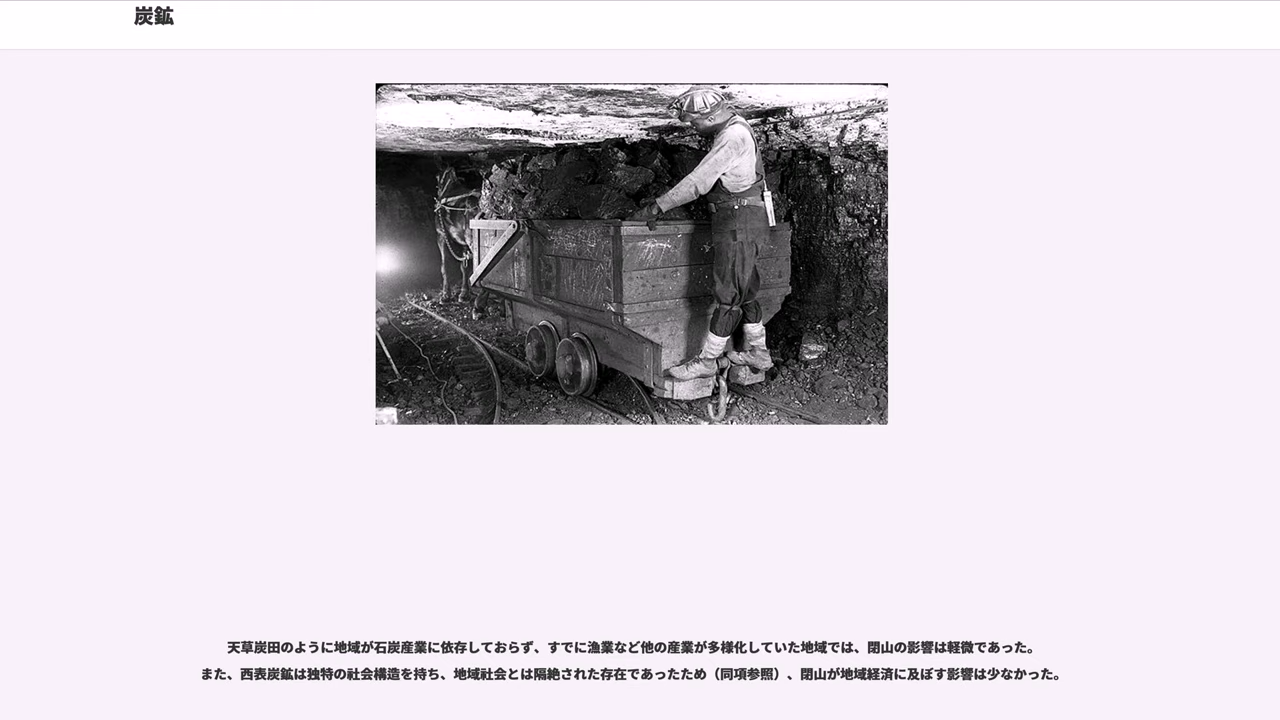 炭鉱
天草炭田のように地域が石炭産業に依存しておらず、すでに漁業など他の産業が多様化していた地域では、閉山の影響は軽微であった。
また、西表炭鉱は独特の社会構造を持ち、地域社会とは隔絶された存在であったため（同項参照）、閉山が地域経済に及ぼす影響は少なかった。